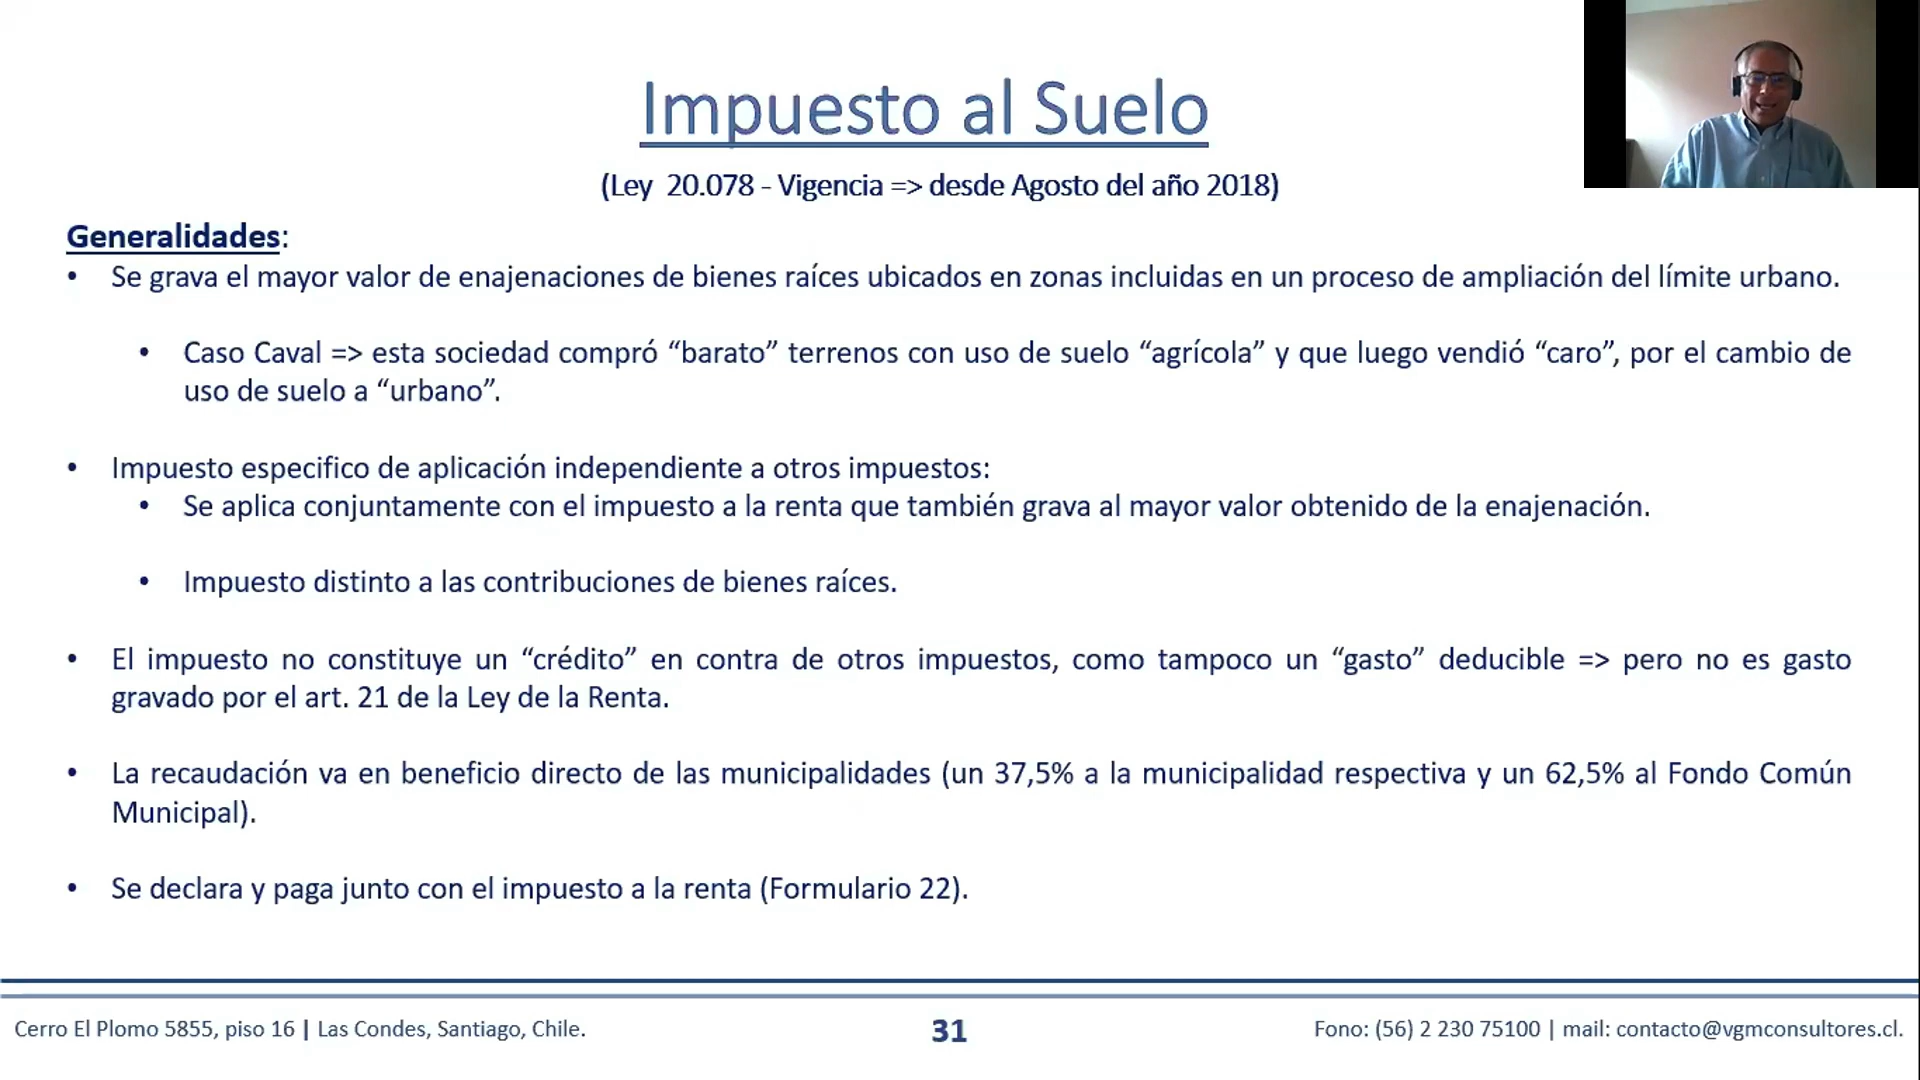 Impuesto al Suelo
(Ley 20.078 - Vigencia => desde Agosto del año 2018)
Generalidades:
• Se grava el mayor valor de enajenaciones de bienes raíces ubicados en zonas incluidas en un proceso de ampliación del límite urbano.
• Caso Caval => esta sociedad compró “barato” terrenos con uso de suelo “agrícola” y que luego vendió “caro”, por el cambio de
uso de suelo a “urbano”.
• Impuesto especifico de aplicación independiente a otros impuestos:
• Se aplica conjuntamente con el impuesto a la renta que también grava al mayor valor obtenido de la enajenación.
• Impuesto distinto a las contribuciones de bienes raíces.
• El impuesto no constituye un “crédito” en contra de otros impuestos, como tampoco un “gasto” deducible => pero no es gasto
gravado por el art. 21 de la Ley de la Renta.
• La recaudación va en beneficio directo de las municipalidades (un 37,5% a la municipalidad respectiva y un 62,5% al Fondo Común
Municipal).
• Se declara y paga junto con el impuesto a la renta (Formulario 22).
Cerro El Plomo 5855, piso 16 | Las Condes, Santiago, Chile.
31
Fono: (56) 2 230 75100 | mail: contacto@vgmconsultores.cl.